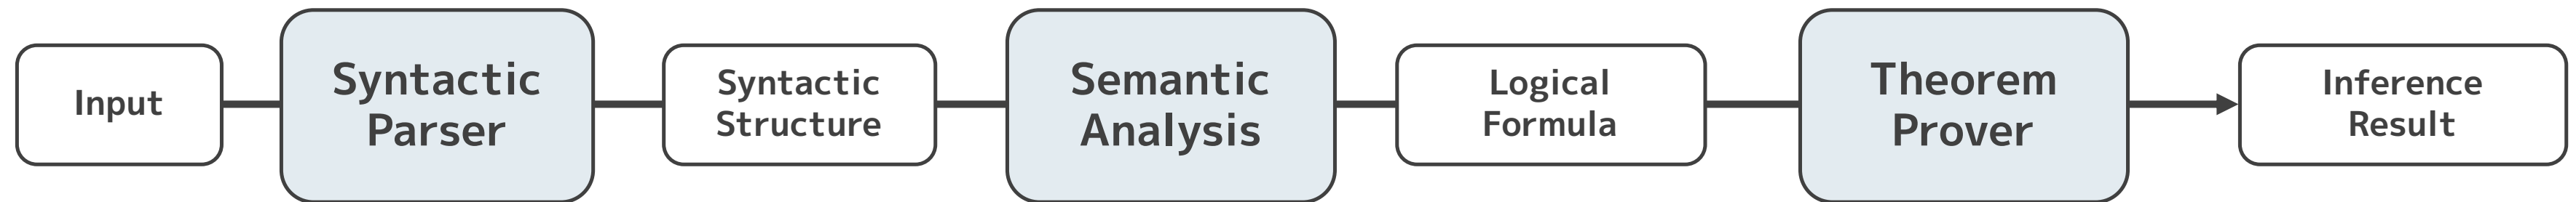 Input
Syntactic
Parser
Syntactic
Structure
Semantic
Analysis
Logical
Formula
Theorem
Prover
Inference
Result